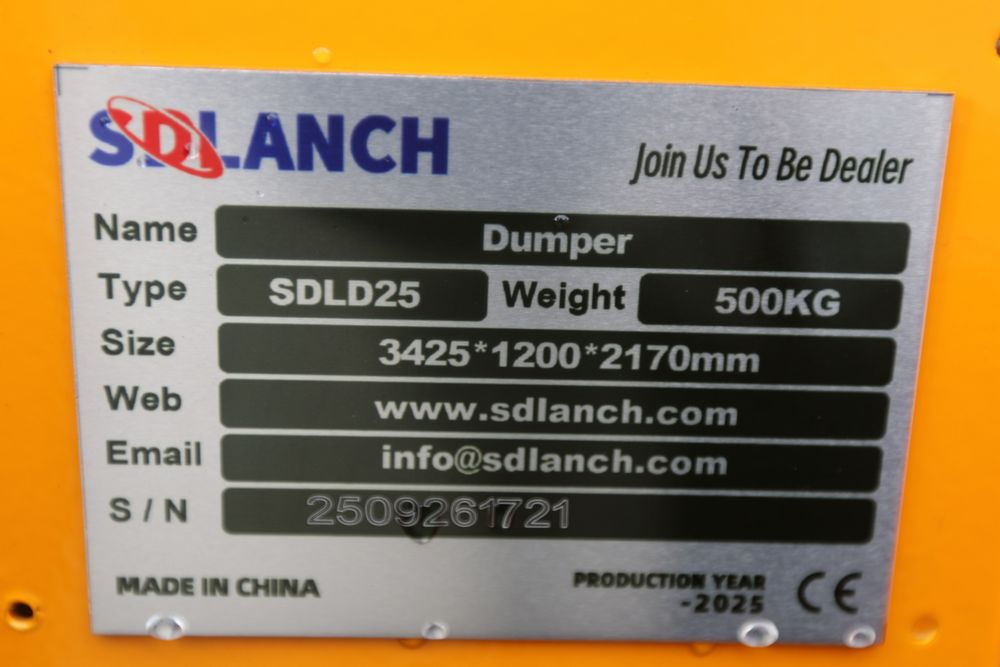 SDLANCH
Join Us To Be Dealer
Name Dumper
Type SDLD25 Weight 500KG
Size 3425*1200*2170mm
Web www.sdlanch.com
Email info@sdlanch.com
S / N 2509261721
MADE IN CHINA
PRODUCTION YEAR
-2025
CE